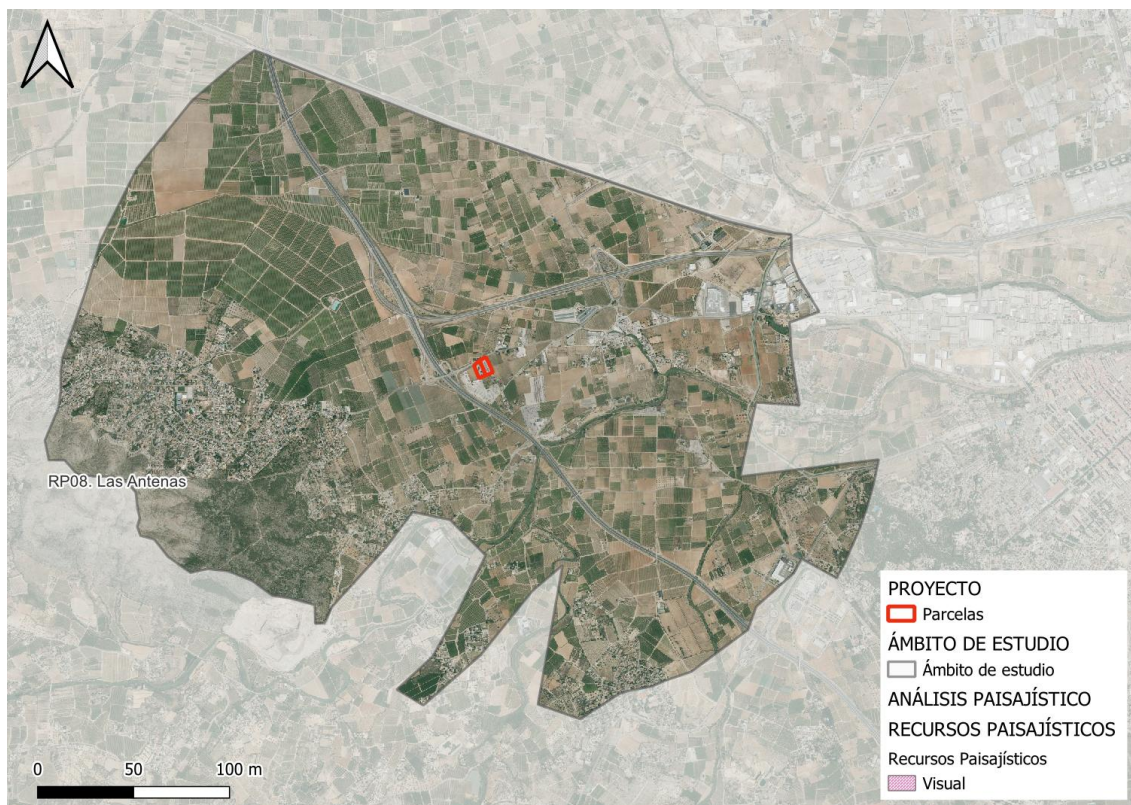 RP08. Las Antenas
0 50 100 m
PROYECTO
Parcelas
ÁMBITO DE ESTUDIO
Ámbito de estudio
ANÁLISIS PAISAJÍSTICO
RECURSOS PAISAJÍSTICOS
Recursos Paisajísticos
Visual